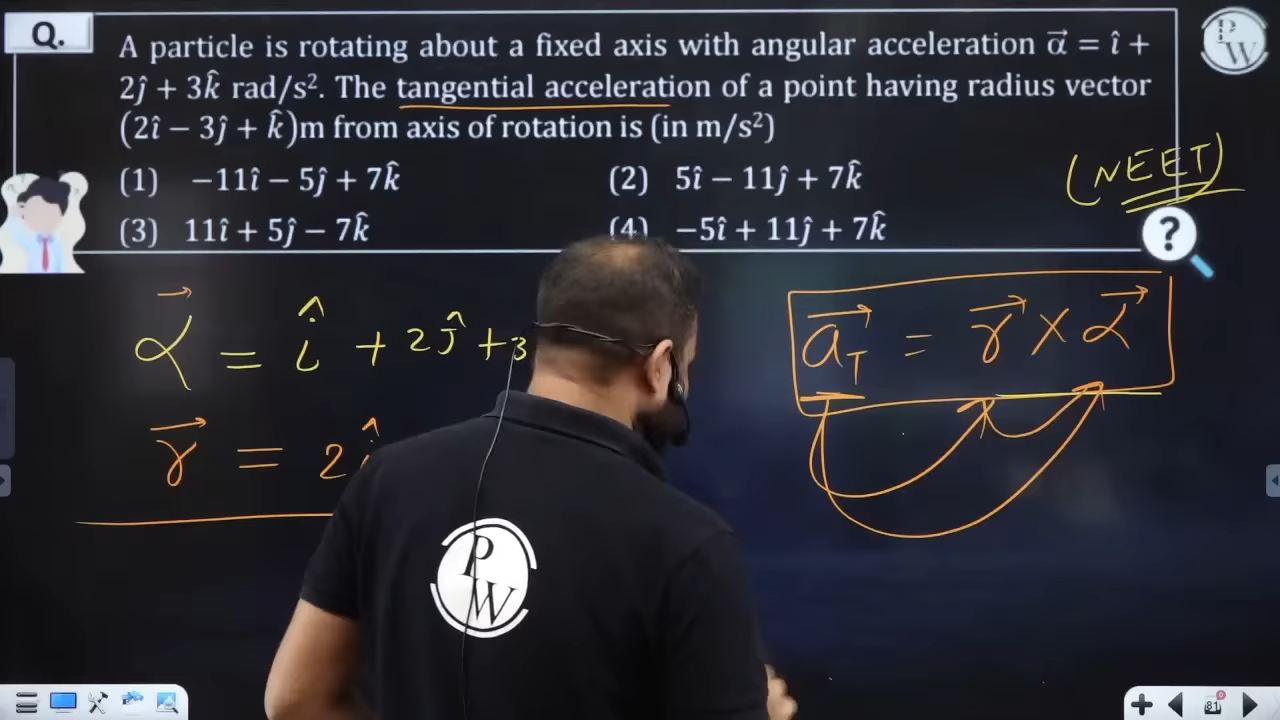 Q.
A particle is rotating about a fixed axis with angular acceleration α⃗ = î +
2ĵ + 3k̂ rad/s². The tangential acceleration of a point having radius vector
(2î − 3ĵ + k̂)m from axis of rotation is (in m/s²)
(1) −11î − 5ĵ + 7k̂
(2) 5î − 11ĵ + 7k̂
(3) 11î + 5ĵ − 7k̂
(4) −5î + 11ĵ + 7k̂
P
W
(NEET)
?
α⃗ = î + 2ĵ + 3
r⃗ = 2î
a⃗_T = r⃗ × α⃗
P
W
81